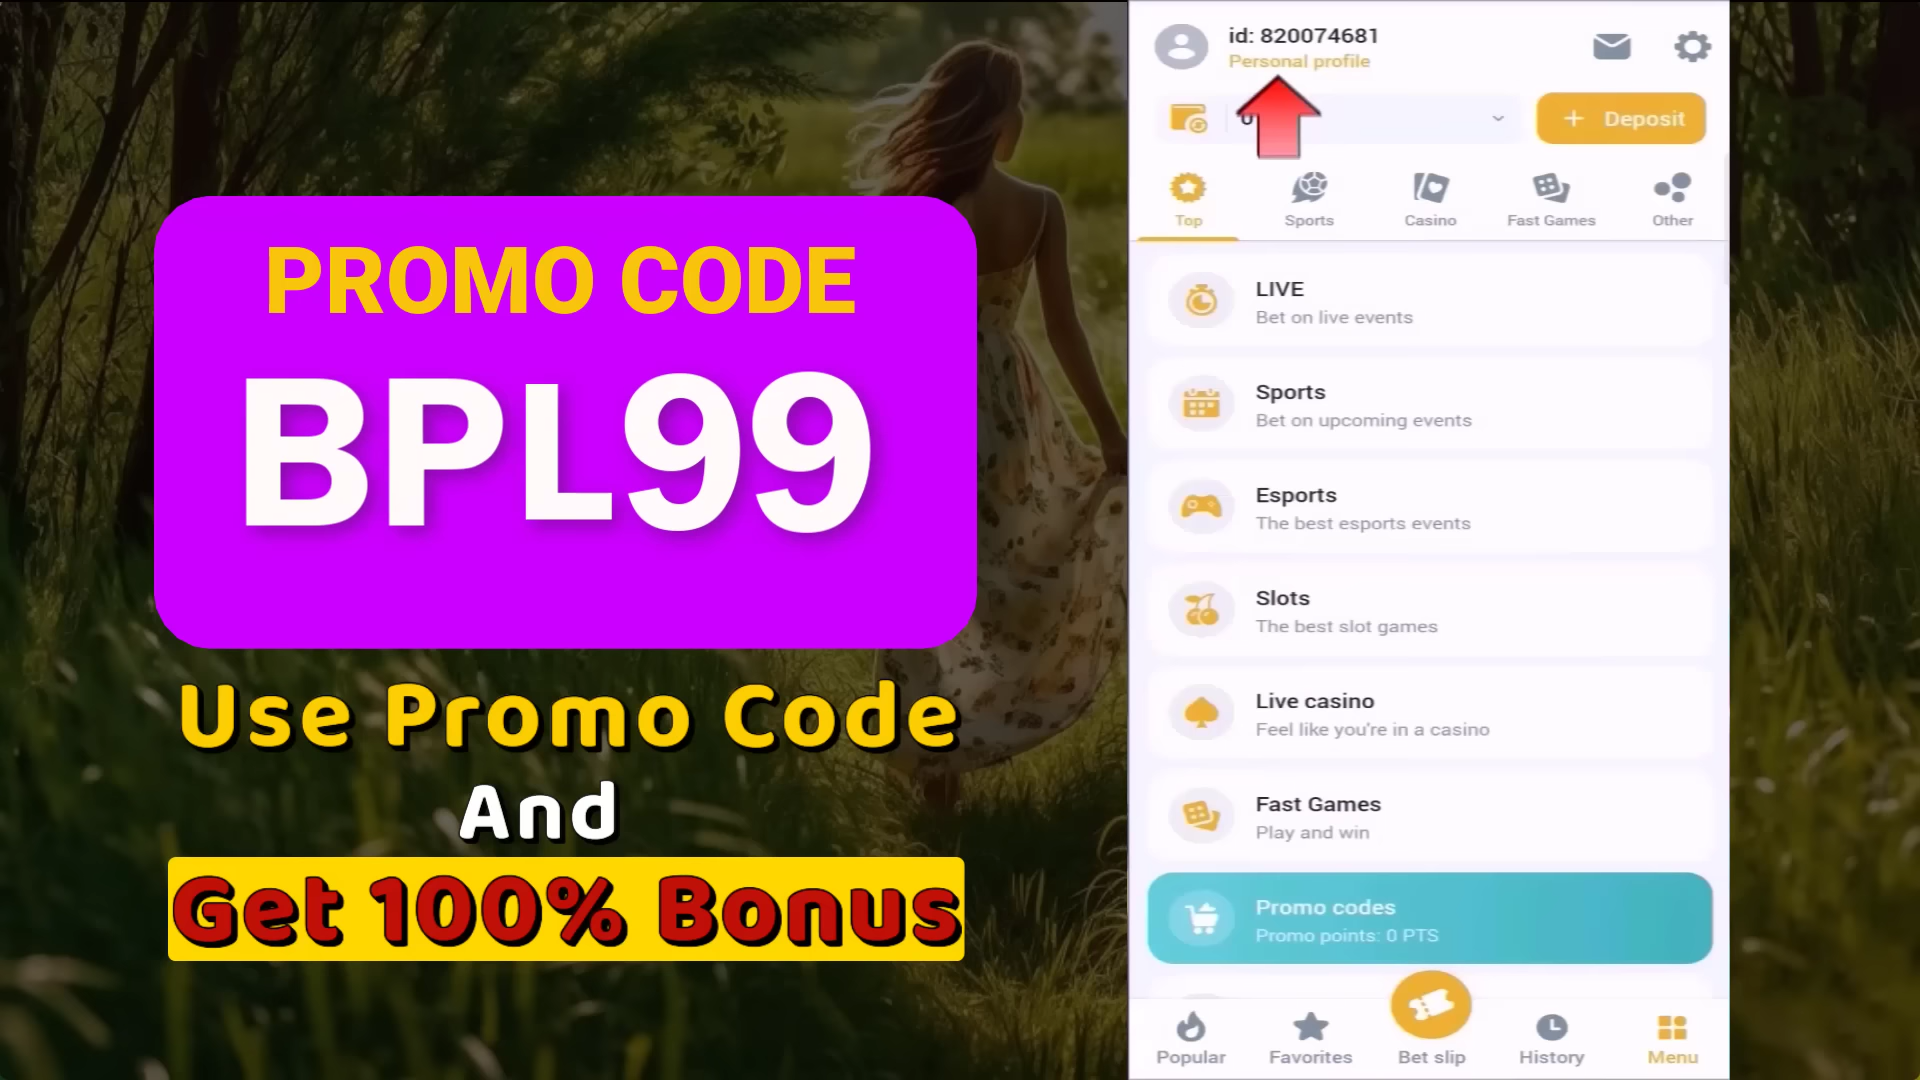 PROMO CODE
BPL99
Use Promo Code
And
Get 100% Bonus
id: 820074681
Personal profile
+ Deposit
Top
Sports
Casino
Fast Games
Other
LIVE
Bet on live events
Sports
Bet on upcoming events
Esports
The best esports events
Slots
The best slot games
Live casino
Feel like you're in a casino
Fast Games
Play and win
Promo codes
Promo points: 0 PTS
Popular
Favorites
Bet slip
History
Menu